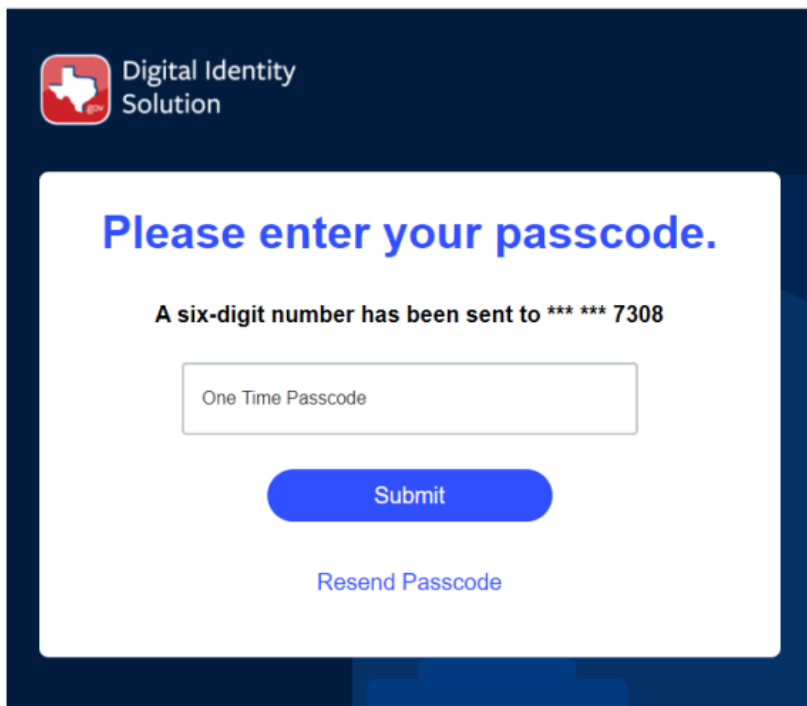 Digital Identity
Solution
gov
Please enter your passcode.
A six-digit number has been sent to *** *** 7308
One Time Passcode
Submit
Resend Passcode